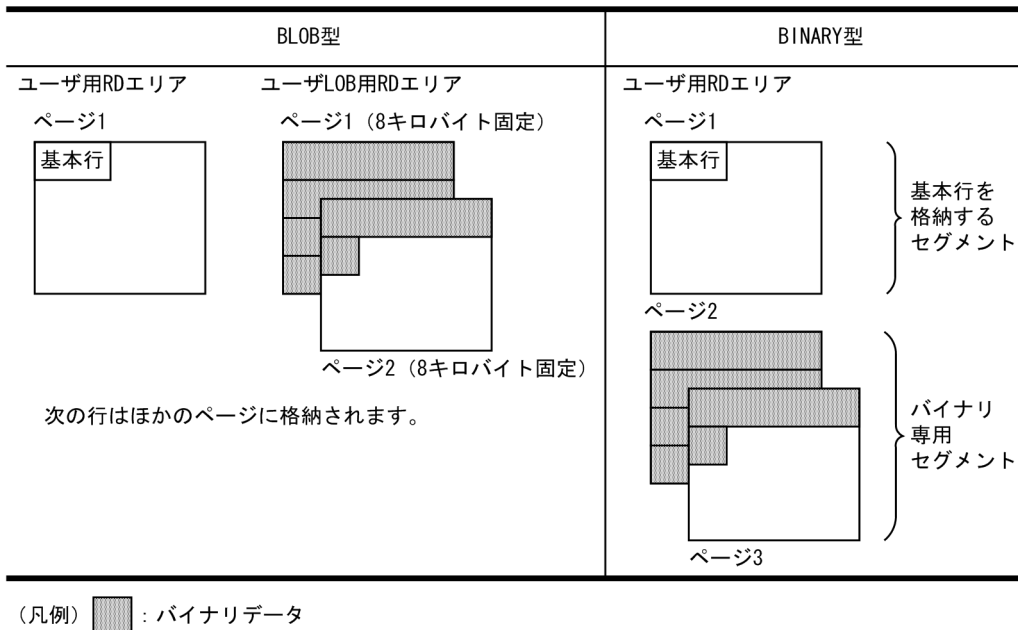 BLOB型
BINARY型
ユーザ用RDエリア
ユーザLOB用RDエリア
ページ1
ページ1（8キロバイト固定）
基本行
ページ2（8キロバイト固定）
次の行はほかのページに格納されます。
ユーザ用RDエリア
ページ1
基本行
基本行を
格納する
セグメント
ページ2
バイナリ
専用
セグメント
ページ3
（凡例）：バイナリデータ